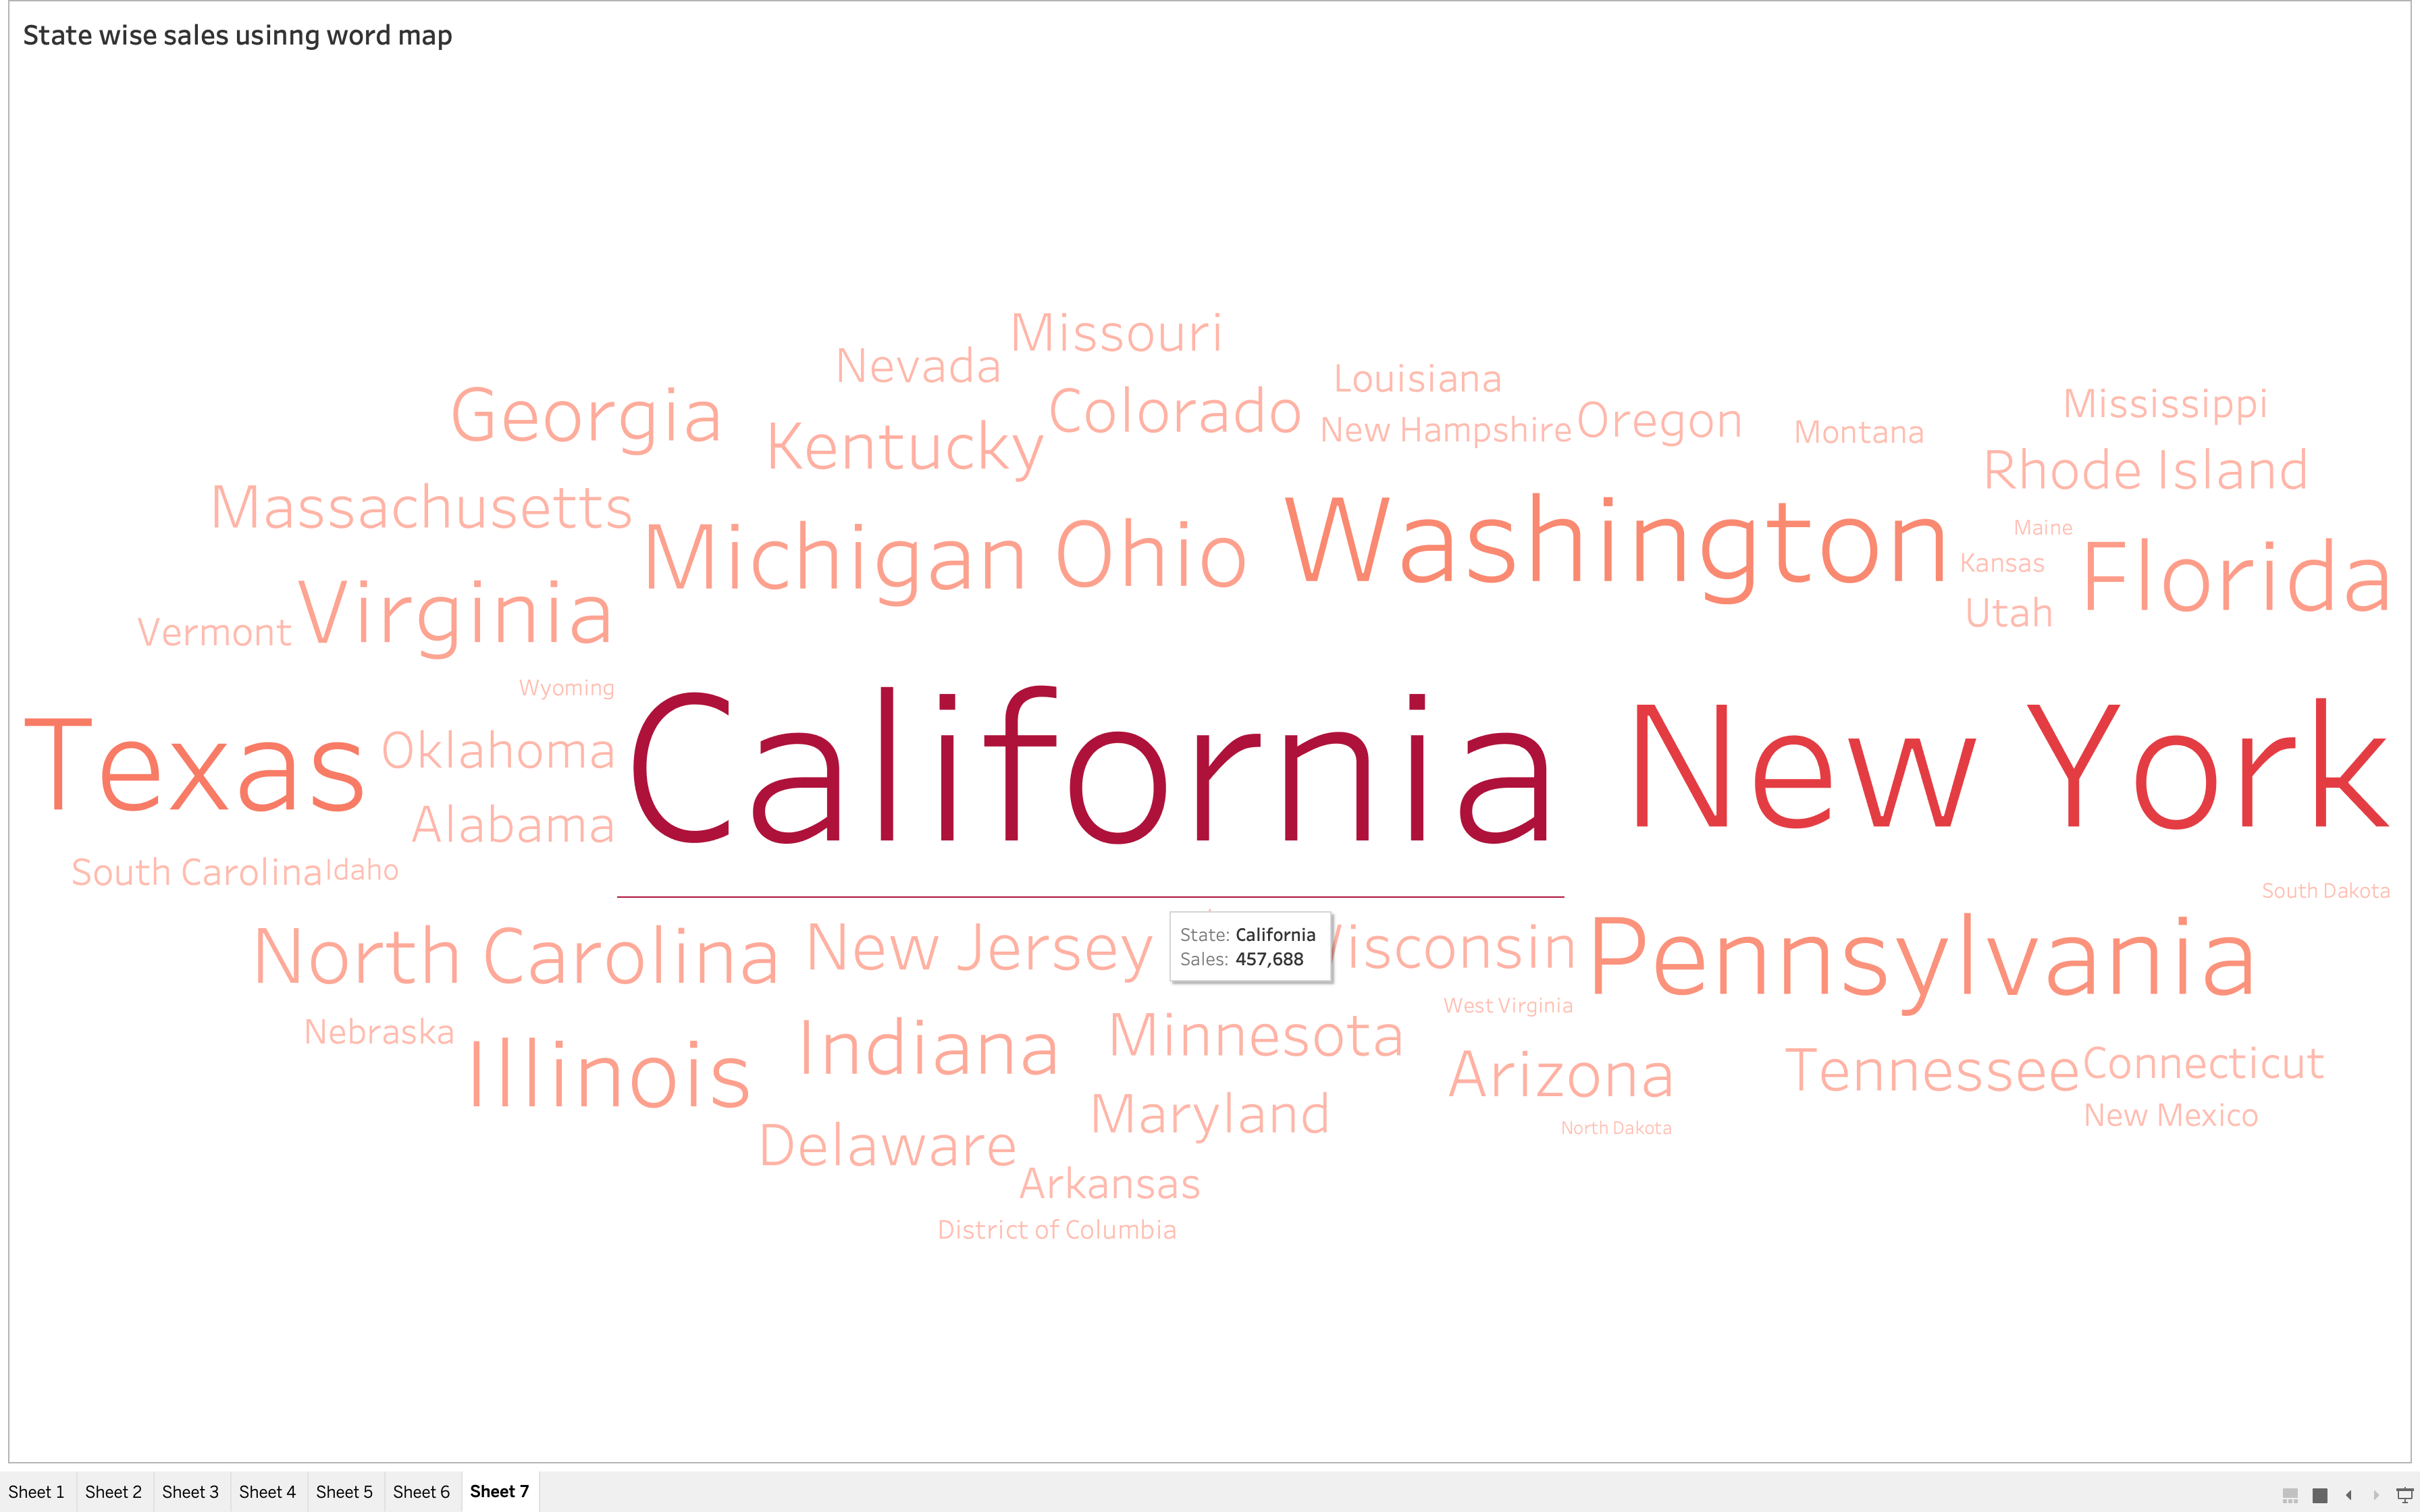 State wise sales usinng word map
Missouri
Nevada
Louisiana
Georgia
Colorado
Mississippi
Kentucky
New Hampshire
Oregon
Montana
Rhode Island
Massachusetts
Michigan
Ohio
Washington
Maine
Kansas
Florida
Virginia
Utah
Vermont
Wyoming
Texas
Oklahoma
California
New York
Alabama
South Carolina
Idaho
South Dakota
North Carolina
New Jersey
State: California
Sales: 457,688
isconsin
Pennsylvania
West Virginia
Nebraska
Illinois
Indiana
Minnesota
Arizona
Tennessee
Connecticut
Maryland
New Mexico
North Dakota
Delaware
Arkansas
District of Columbia
Sheet 1
Sheet 2
Sheet 3
Sheet 4
Sheet 5
Sheet 6
Sheet 7